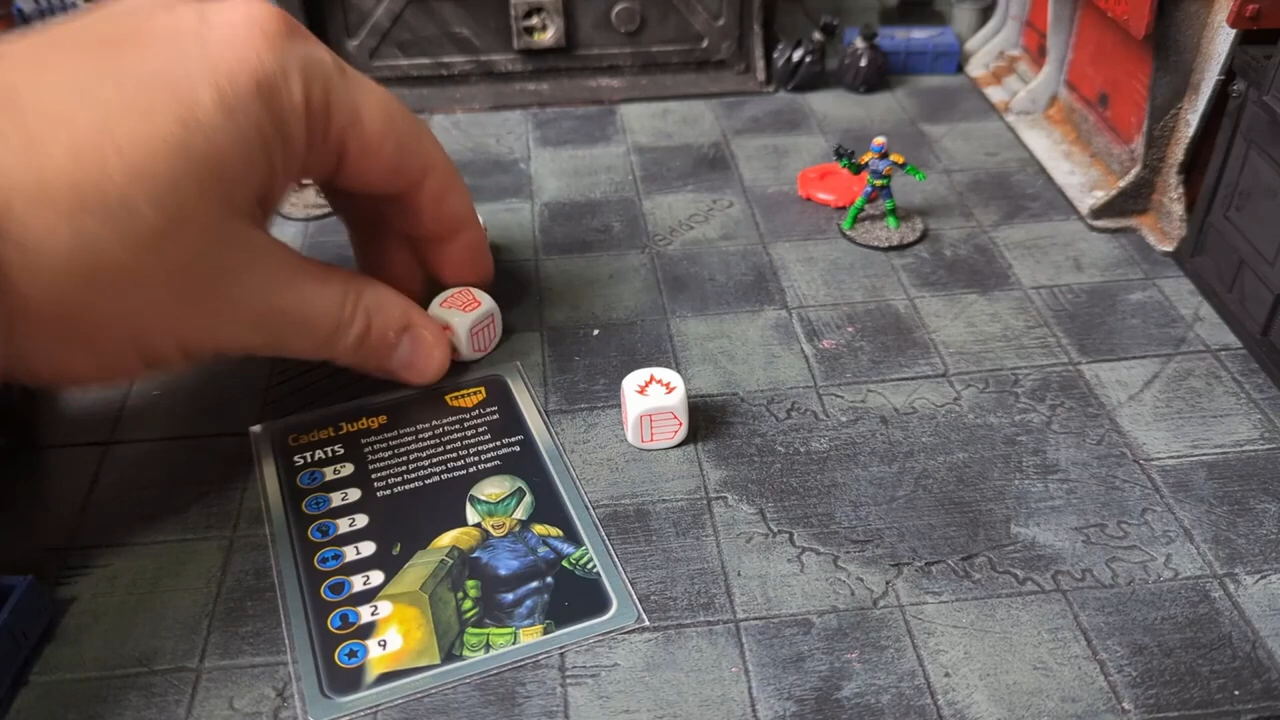 CHOPPER
Cadet Judge
STATS
Inducted into the Academy of Law
at the tender age of five, potential
Judge candidates undergo an
intensive physical and mental
exercise programme to prepare them
for the hardships that life patrolling
the streets will throw at them.
6"
2
2
1
2
2
9